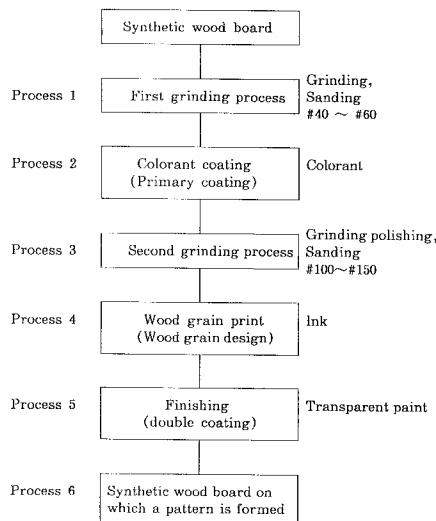 Synthetic wood board
Process 1
First grinding process
Grinding,
Sanding
#40 ~ #60
Process 2
Colorant coating
(Primary coating)
Colorant
Process 3
Second grinding process
Grinding polishing,
Sanding
#100~#150
Process 4
Wood grain print
(Wood grain design)
Ink
Process 5
Finishing
(double coating)
Transparent paint
Process 6
Synthetic wood board on
which a pattern is formed